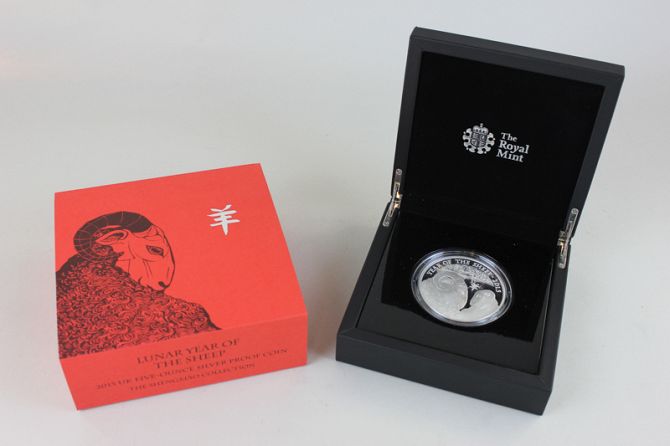 羊
LUNAR YEAR OF
THE SHEEP
2015 UK FIVE-OUNCE SILVER PROOF COIN
THE SHENGXIAO COLLECTION
The
Royal
Mint
YEAR OF THE SHEEP · 2015
羊